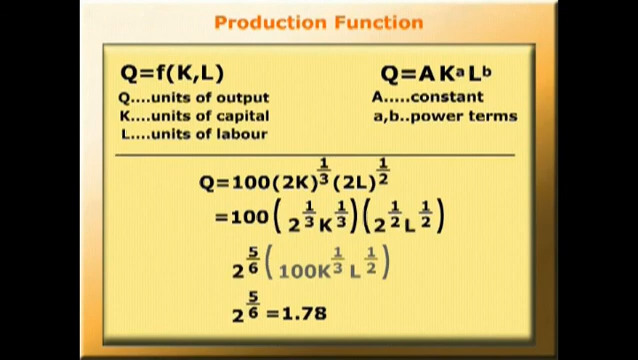 Production Function
Q=f(K,L)
Q....units of output
K....units of capital
L....units of labour
Q=A Kᵃ Lᵇ
A.....constant
a,b..power terms
Q=100(2K)^(1/3)(2L)^(1/2)
=100(2^(1/3)K^(1/3))(2^(1/2)L^(1/2))
2^(5/6)(100K^(1/3)L^(1/2))
2^(5/6)=1.78